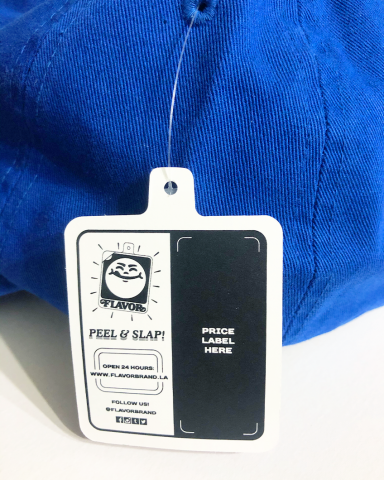 FLAVOR
PEEL & SLAP!
OPEN 24 HOURS:
WWW.FLAVORBRAND.LA
FOLLOW US!
@FLAVORBRAND
PRICE
LABEL
HERE